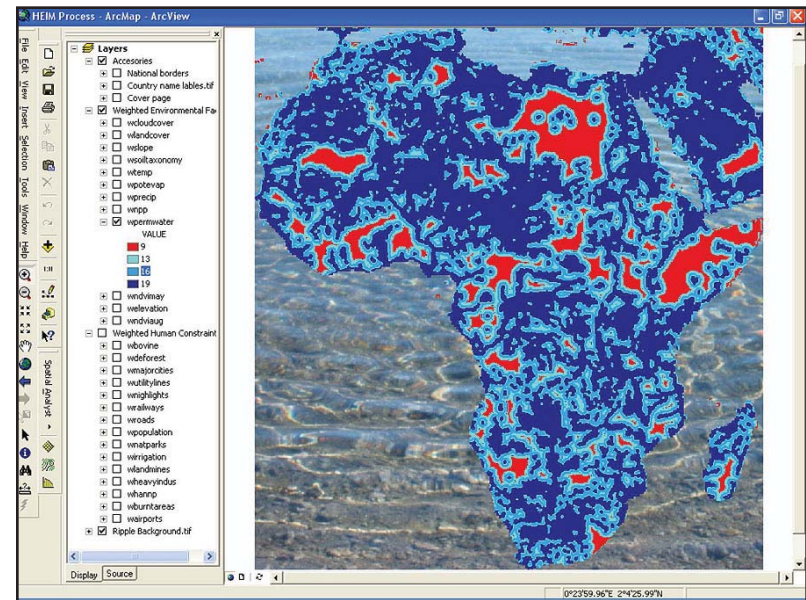 HEIM Process - ArcMap - ArcView
File Edit View Insert Selection Tools Window Help
Layers
Accesories
National borders
Country name lables.tif
Cover page
Weighted Environmental Fa
wcloudcover
wlandcover
wslope
wsoiltaxonomy
wtemp
wpotevap
wprecip
wnpp
wpermwater
VALUE
9
13
16
19
wndvimay
welevation
wndviaug
Weighted Human Constraint
wbovine
wdeforest
wmajorcities
wutilitylines
wnighlights
wrailways
wroads
wpopulation
wnatparks
wirrigation
wlandmines
wheavyindus
whannp
wburntareas
wairports
Ripple Background.tif
1:1
Spatial Analyst
Display Source
0°23'59.96"E 2°4'25.99"N